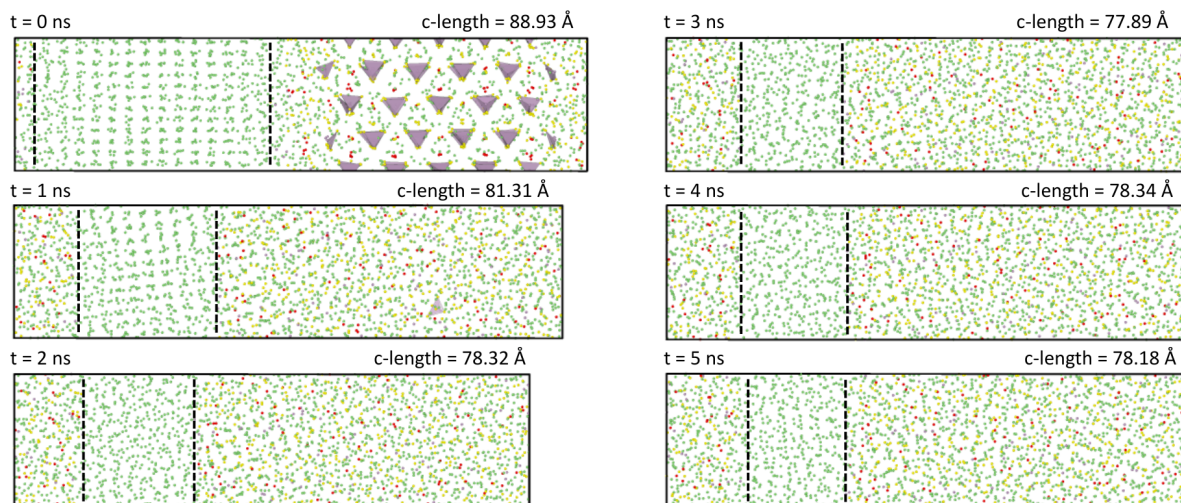 t = 0 ns
c-length = 88.93 Å
t = 1 ns
c-length = 81.31 Å
t = 2 ns
c-length = 78.32 Å
t = 3 ns
c-length = 77.89 Å
t = 4 ns
c-length = 78.34 Å
t = 5 ns
c-length = 78.18 Å